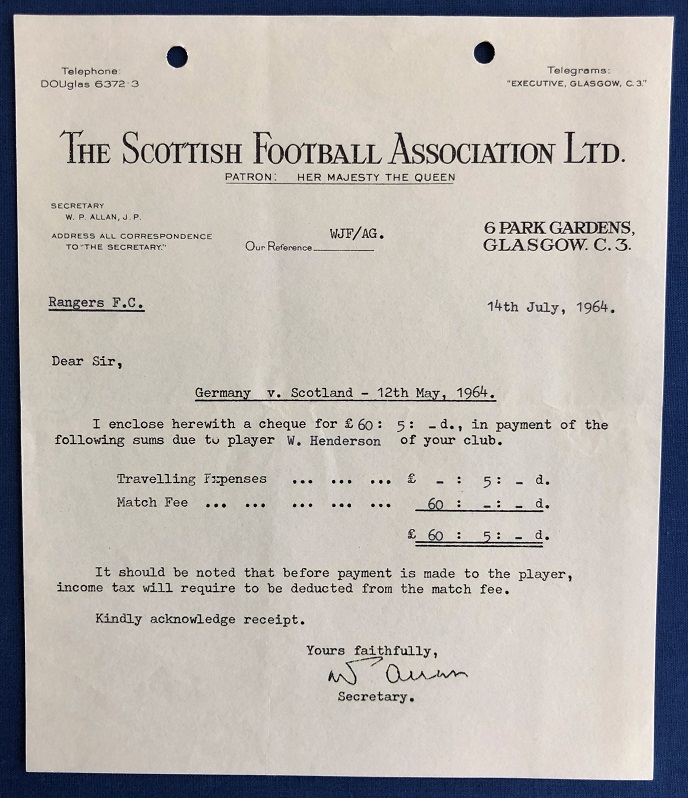 Telephone:
DOUglas 6372-3
Telegrams:
"EXECUTIVE, GLASGOW, C.3."
THE SCOTTISH FOOTBALL ASSOCIATION LTD.
PATRON: HER MAJESTY THE QUEEN
SECRETARY
W. P. ALLAN, J. P.
ADDRESS ALL CORRESPONDENCE
TO "THE SECRETARY."
Our Reference WJF/AG.
6 PARK GARDENS,
GLASGOW. C. 3.
Rangers F.C.
14th July, 1964.
Dear Sir,
Germany v. Scotland - 12th May, 1964.
I enclose herewith a cheque for £ 60: 5: -d., in payment of the
following sums due to player W. Henderson of your club.
Travelling Expenses ... ... ... £ - : 5: - d.
Match Fee ... ... ... ... ... 60 : -: - d.
£ 60 : 5: - d.
It should be noted that before payment is made to the player,
income tax will require to be deducted from the match fee.
Kindly acknowledge receipt.
Yours faithfully,
W P Allan
Secretary.